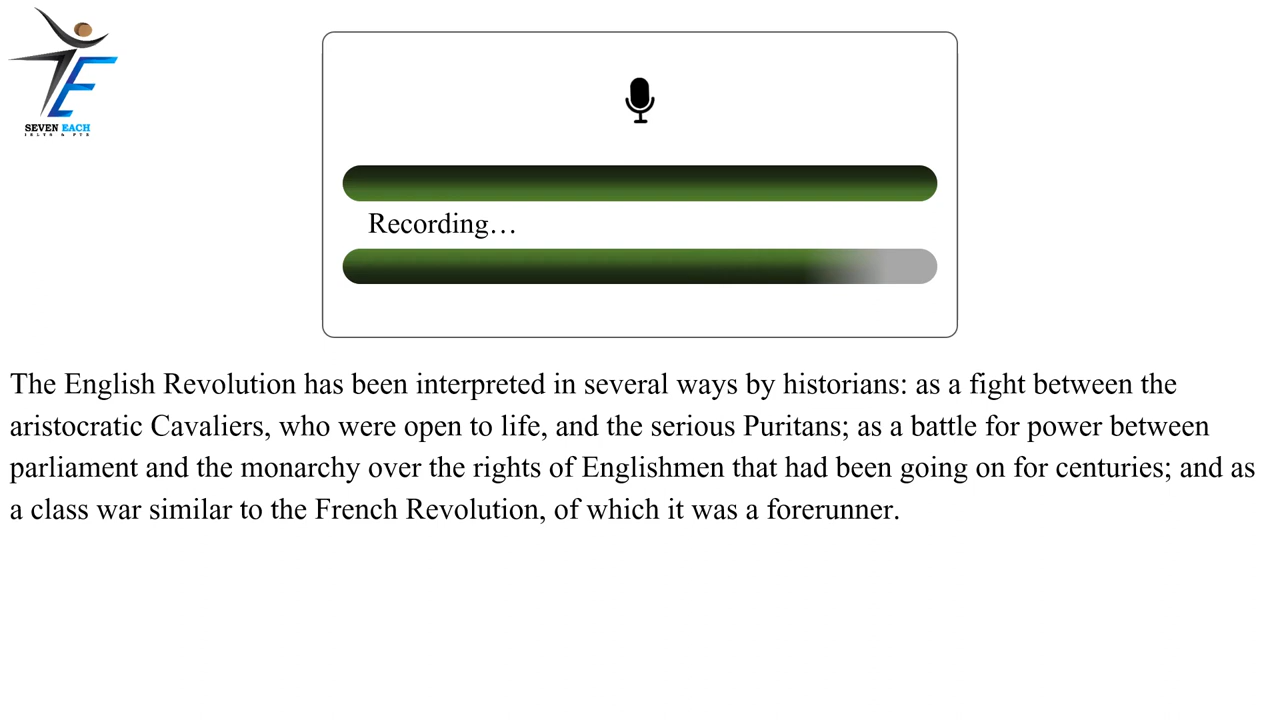 SEVEN EACH
IELTS & PTE
Recording…
The English Revolution has been interpreted in several ways by historians: as a fight between the
aristocratic Cavaliers, who were open to life, and the serious Puritans; as a battle for power between
parliament and the monarchy over the rights of Englishmen that had been going on for centuries; and as
a class war similar to the French Revolution, of which it was a forerunner.